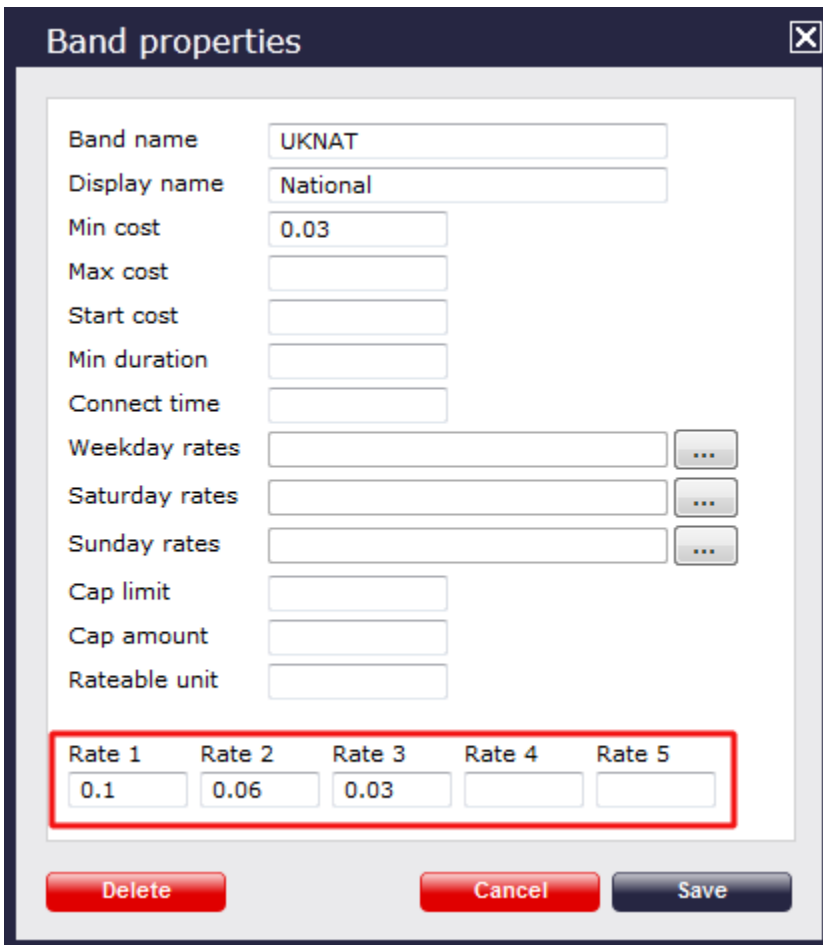 Band properties
Band name UKNAT
Display name National
Min cost 0.03
Max cost
Start cost
Min duration
Connect time
Weekday rates ...
Saturday rates ...
Sunday rates ...
Cap limit
Cap amount
Rateable unit
Rate 1 Rate 2 Rate 3 Rate 4 Rate 5
0.1 0.06 0.03
Delete Cancel Save